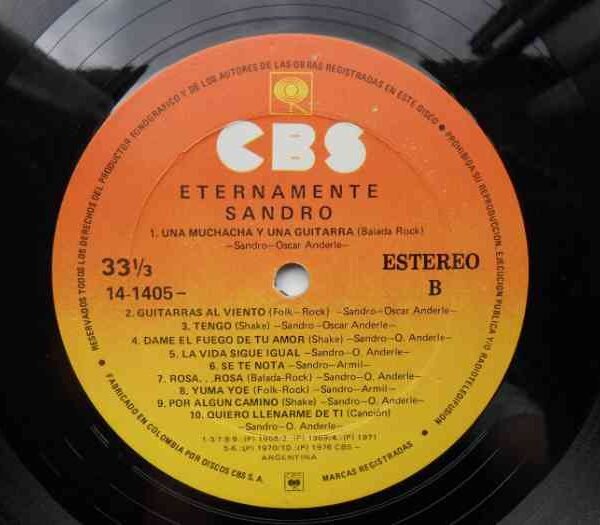 RESERVADOS TODOS LOS DERECHOS DEL PRODUCTOR FONOGRAFICO Y DE LOS AUTORES DE LAS OBRAS REGISTRADAS EN ESTE DISCO ● PROHIBIDA SU REPRODUCCION, EJECUCION PUBLICA Y/O RADIOTELEDIFUSION
CBS
ETERNAMENTE
SANDRO
1. UNA MUCHACHA Y UNA GUITARRA (Balada Rock)
–Sandro–Oscar Anderle–
33 1/3
ESTEREO
14-1405–
B
2. GUITARRAS AL VIENTO (Folk–Rock) –Sandro–Oscar Anderle–
3. TENGO (Shake) –Sandro–Oscar Anderle–
4. DAME EL FUEGO DE TU AMOR (Shake) –Sandro–O. Anderle–
5. LA VIDA SIGUE IGUAL –Sandro–O. Anderle–
6. SE TE NOTA –Sandro–Armil–
7. ROSA. . .ROSA (Balada-Rock) –Sandro–O. Anderle–
8. YUMA YOE (Folk-Rock) –Sandro–Armil–
9. POR ALGUN CAMINO (Shake) –Sandro–O. Anderle–
10. QUIERO LLENARME DE TI (Canción)
–Sandro–O. Anderle–
(P) 1971
(P) 1976 CBS–
ARGENTINA
● FABRICADO EN COLOMBIA POR DISCOS CBS S. A.
MARCAS REGISTRADAS ●